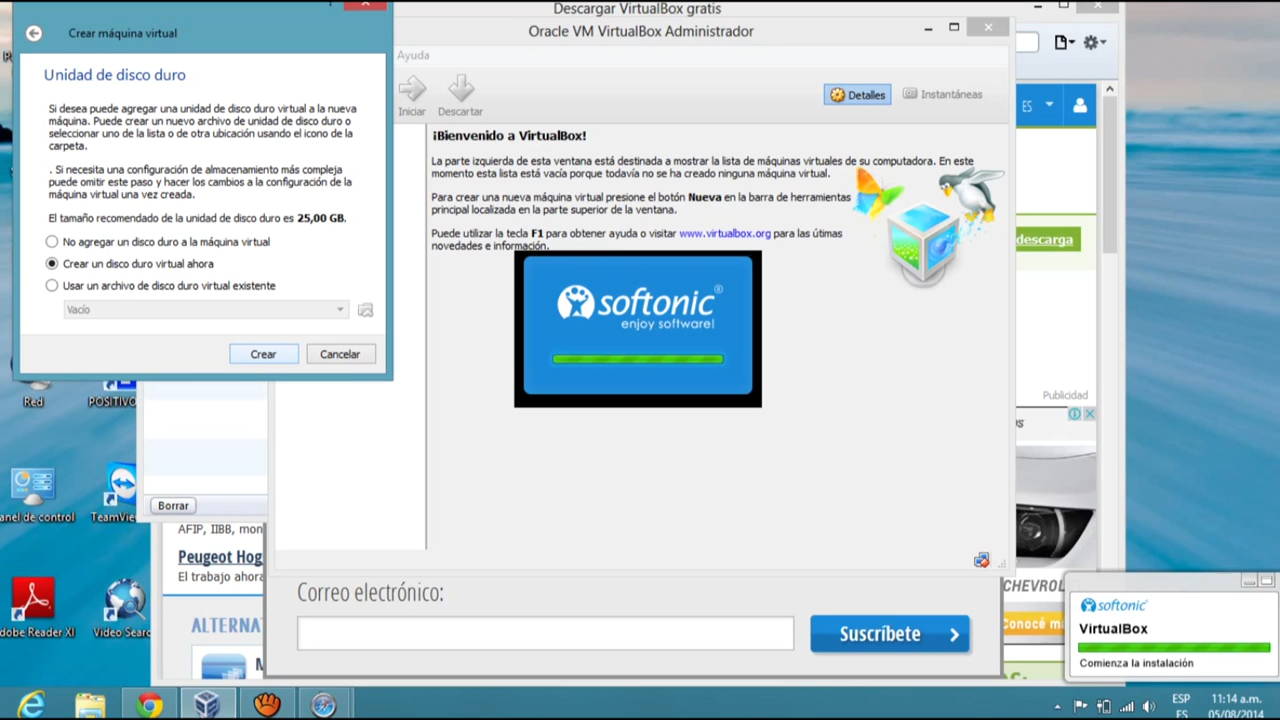 Descargar VirtualBox gratis
Crear máquina virtual
Oracle VM VirtualBox Administrador
Unidad de disco duro
Si desea puede agregar una unidad de disco duro virtual a la nueva
máquina. Puede crear un nuevo archivo de unidad de disco duro o
seleccionar uno de la lista o de otra ubicación usando el icono de la
carpeta.
. Si necesita una configuración de almacenamiento más compleja
puede omitir este paso y hacer los cambios a la configuración de la
máquina virtual una vez creada.
El tamaño recomendado de la unidad de disco duro es 25,00 GB.
No agregar un disco duro a la máquina virtual
Crear un disco duro virtual ahora
Usar un archivo de disco duro virtual existente
Vacío
Crear
Cancelar
Ayuda
Iniciar
Descartar
Detalles
Instantáneas
¡Bienvenido a VirtualBox!
La parte izquierda de esta ventana está destinada a mostrar la lista de máquinas virtuales de su computadora. En este
momento esta lista está vacía porque todavía no se ha creado ninguna máquina virtual.
Para crear una nueva máquina virtual presione el botón Nueva en la barra de herramientas
principal localizada en la parte superior de la ventana.
Puede utilizar la tecla F1 para obtener ayuda o visitar www.virtualbox.org para las útimas
novedades e información.
softonic®
enjoy software!
ES
descarga
Publicidad
Red
POSITIVO
anel de control
TeamVie
dobe Reader XI
Video Searc
Borrar
AFIP, IIBB, mon
Peugeot Hog
El trabajo ahora
ALTERNA
M
Correo electrónico:
Suscríbete
CHEVROL
Conocé m
softonic
VirtualBox
Comienza la instalación
ESP
ES
11:14 a.m.
05/08/2014